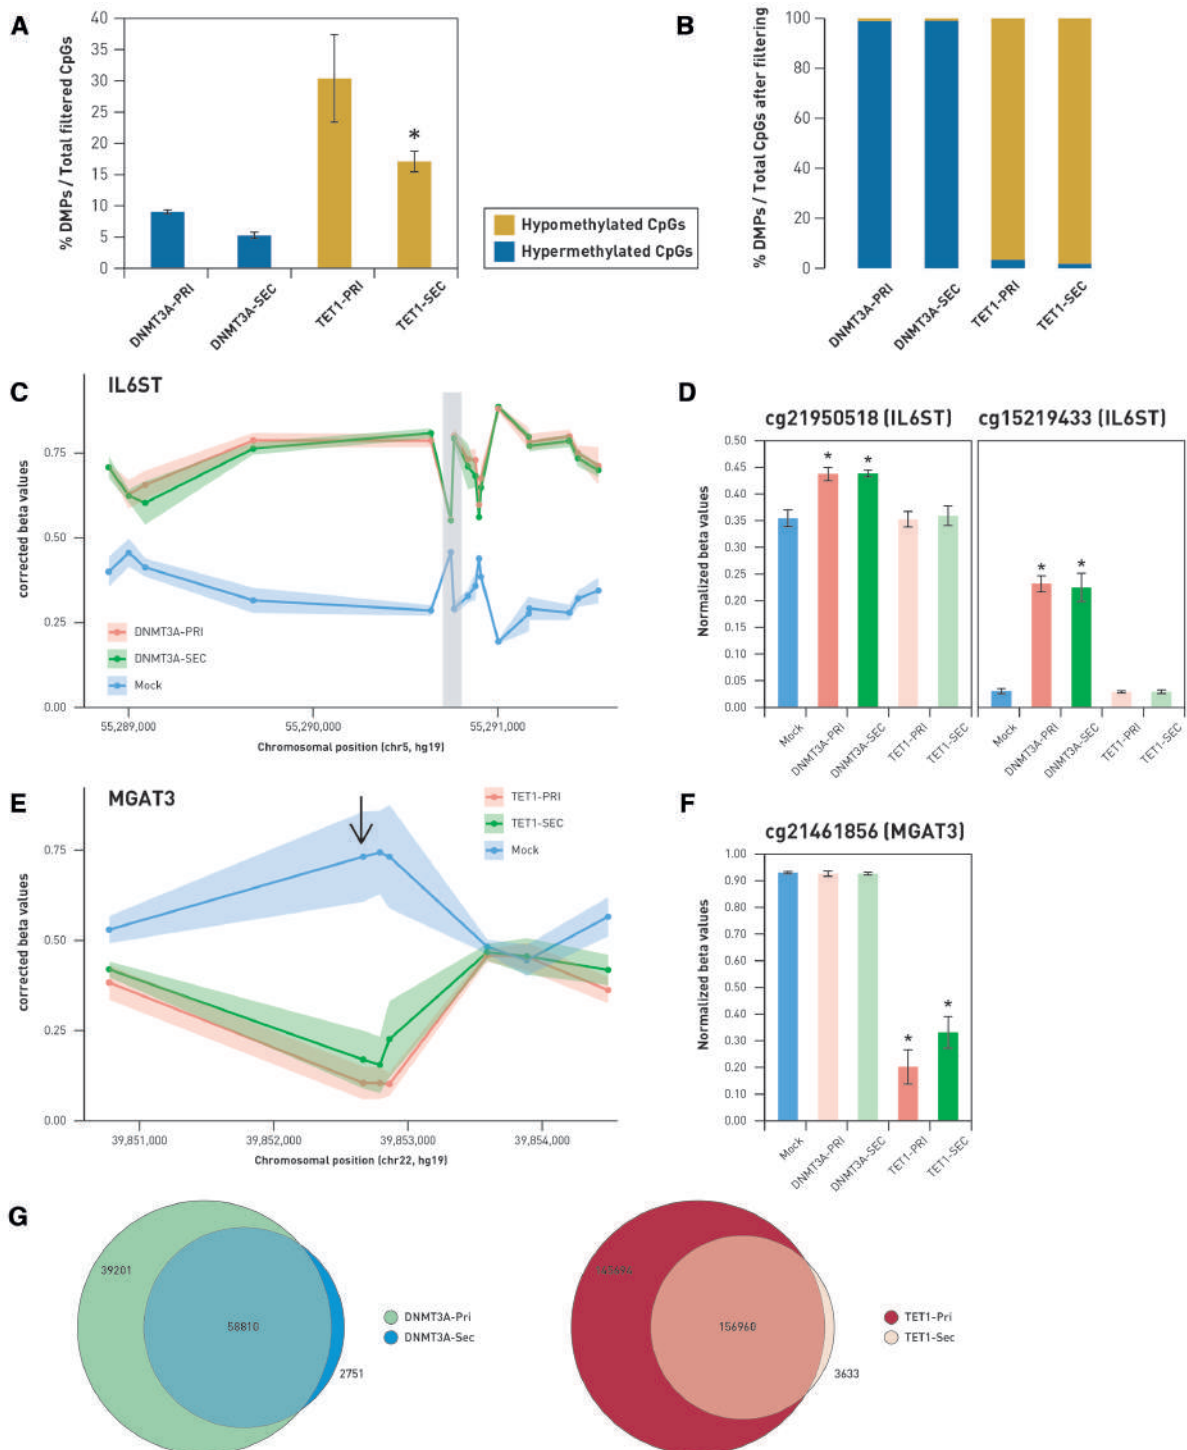 A
% DMPs / Total filtered CpGs
40
35
30
25
20
15
10
5
0
*
DNMT3A-PRI
DNMT3A-SEC
TET1-PRI
TET1-SEC
Hypomethylated CpGs
Hypermethylated CpGs
B
% DMPs / Total CpGs after filtering
100
80
60
40
20
0
DNMT3A-PRI
DNMT3A-SEC
TET1-PRI
TET1-SEC
C
IL6ST
corrected beta values
0.75
0.50
0.25
0.00
DNMT3A-PRI
DNMT3A-SEC
Mock
55,289,000
55,290,000
55,291,000
Chromosomal position (chr5, hg19)
D
cg21950518 (IL6ST)
cg15219433 (IL6ST)
Normalized beta values
0.50
0.45
0.40
0.35
0.30
0.25
0.20
0.15
0.10
0.05
0.00
* *
* *
Mock
DNMT3A-PRI
DNMT3A-SEC
TET1-PRI
TET1-SEC
Mock
DNMT3A-PRI
DNMT3A-SEC
TET1-PRI
TET1-SEC
E
MGAT3
corrected beta values
0.75
0.50
0.25
0.00
TET1-PRI
TET1-SEC
Mock
39,851,000
39,852,000
39,853,000
39,854,000
Chromosomal position (chr22, hg19)
F
cg21461856 (MGAT3)
Normalized beta values
1.00
0.90
0.80
0.70
0.60
0.50
0.40
0.30
0.20
0.10
0.00
* *
Mock
DNMT3A-PRI
DNMT3A-SEC
TET1-PRI
TET1-SEC
G
39201
58810
2751
DNMT3A-Pri
DNMT3A-Sec
156960
3633
TET1-Pri
TET1-Sec